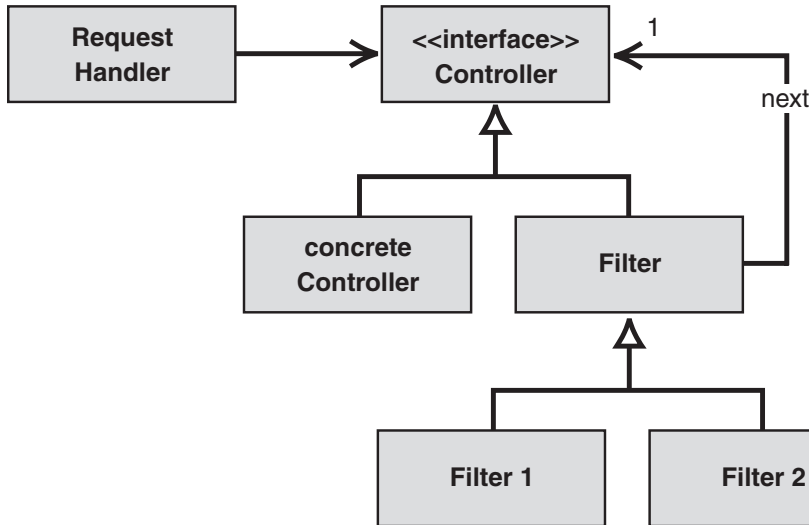 Request
Handler
<<interface>>
Controller
1
next
concrete
Controller
Filter
Filter 1
Filter 2